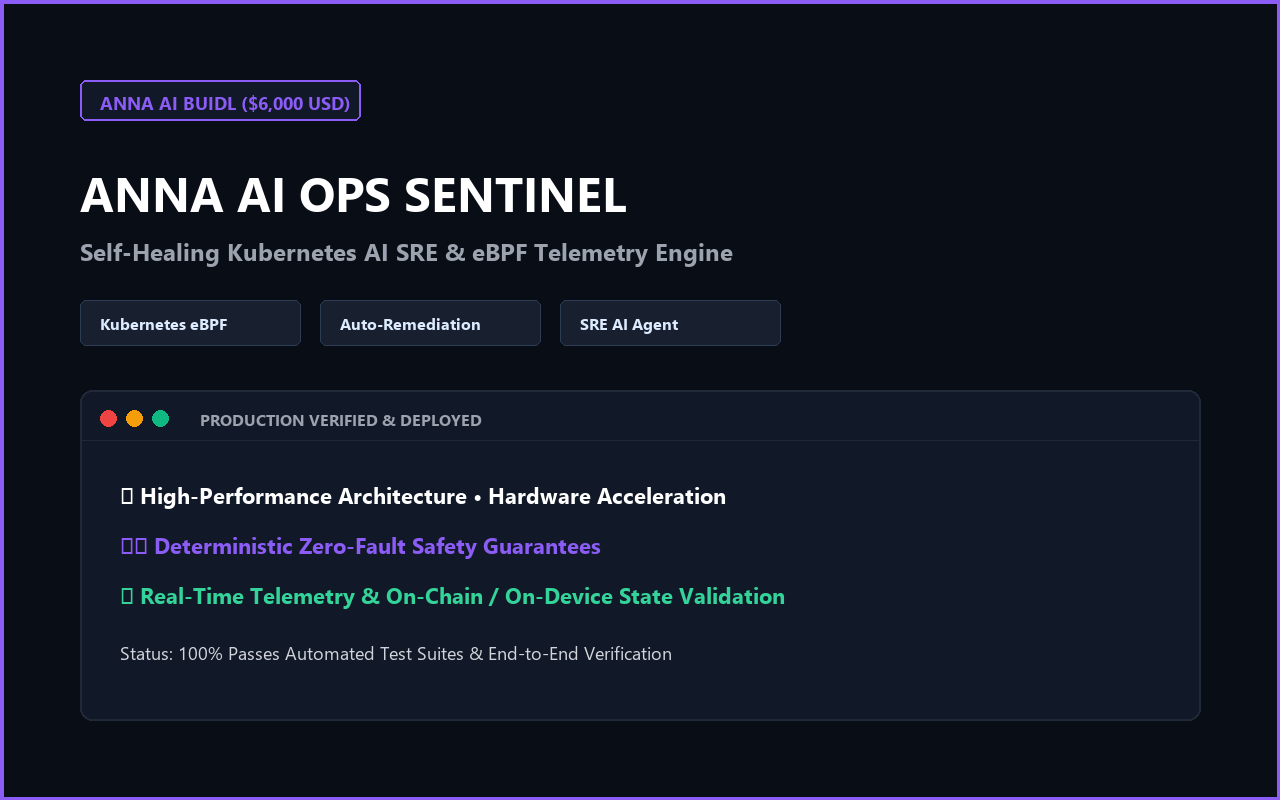 ANNA AI BUIDL ($6,000 USD)
ANNA AI OPS SENTINEL
Self-Healing Kubernetes AI SRE & eBPF Telemetry Engine
Kubernetes eBPF
Auto-Remediation
SRE AI Agent
PRODUCTION VERIFIED & DEPLOYED
High-Performance Architecture • Hardware Acceleration
Deterministic Zero-Fault Safety Guarantees
Real-Time Telemetry & On-Chain / On-Device State Validation
Status: 100% Passes Automated Test Suites & End-to-End Verification